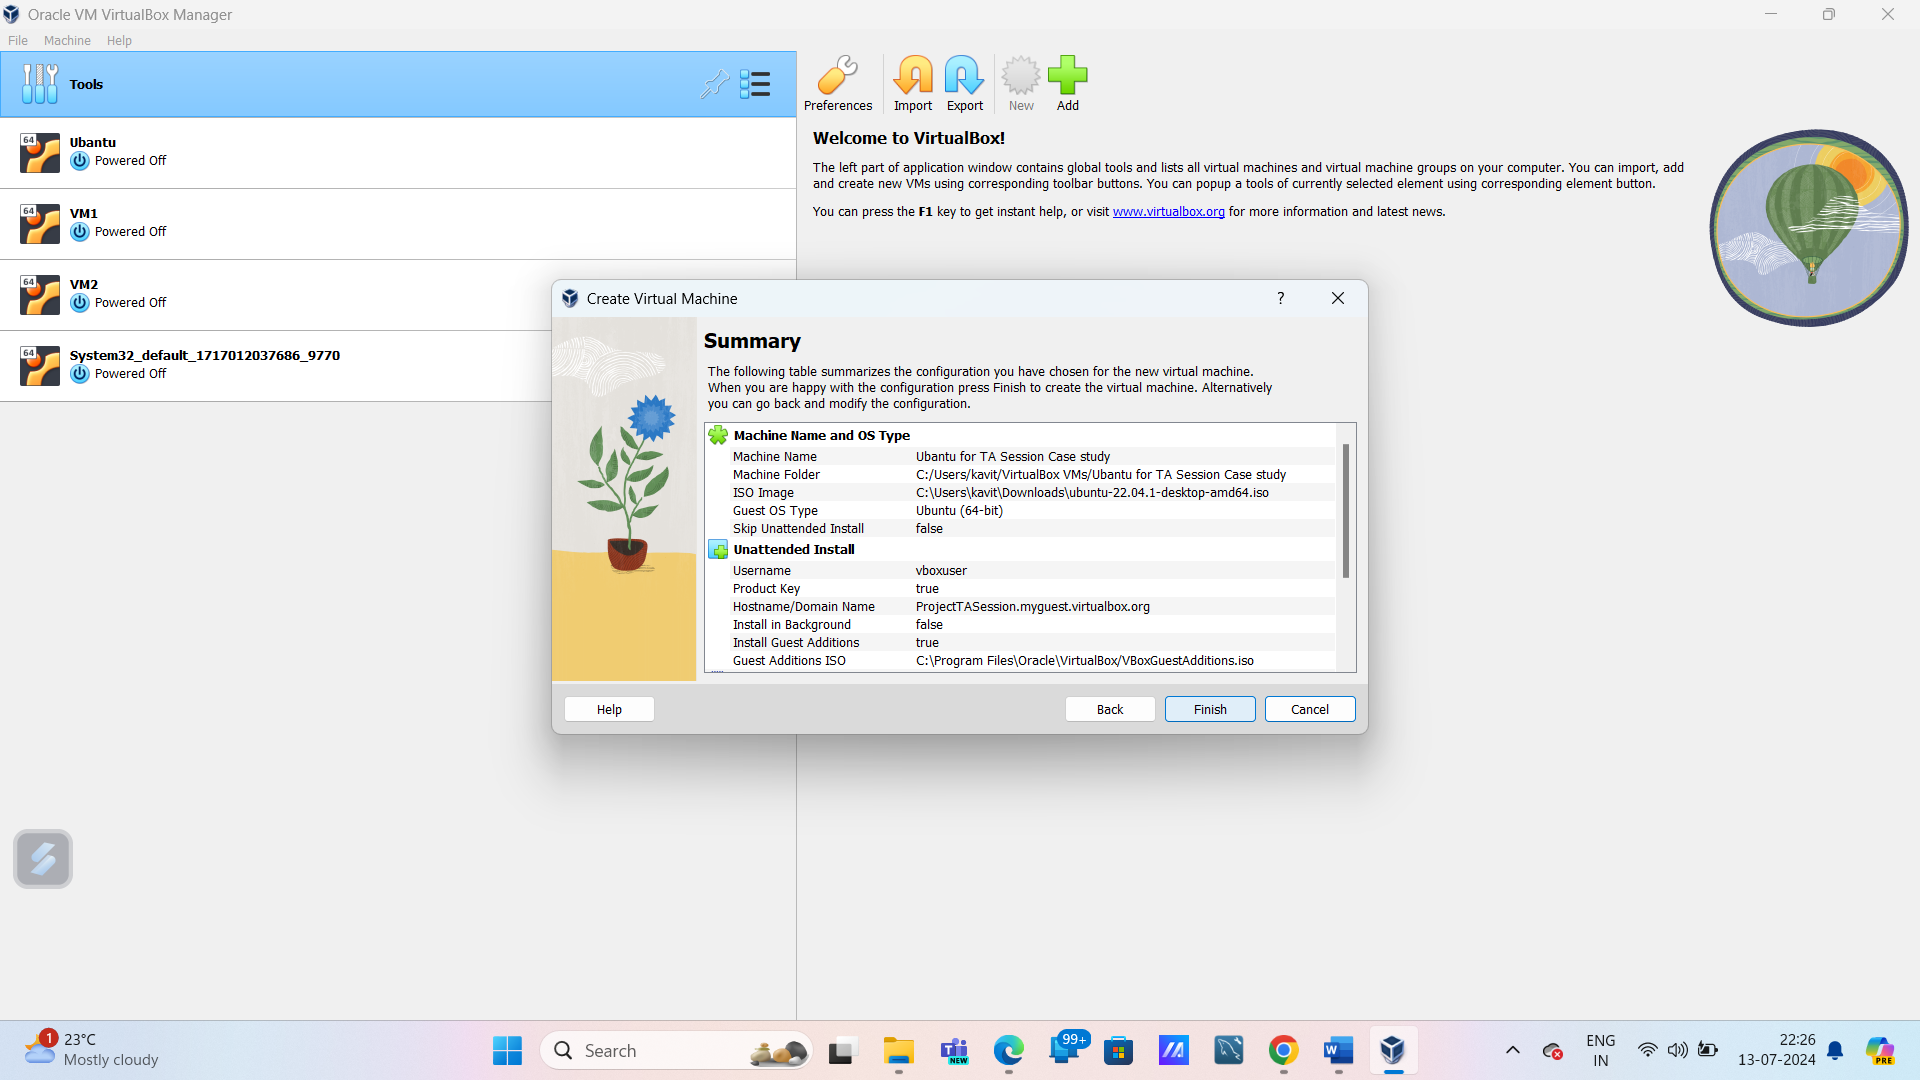 Oracle VM VirtualBox Manager
File Machine Help
Tools
Preferences Import Export New Add
64 Ubantu
Powered Off
64 VM1
Powered Off
64 VM2
Powered Off
64 System32_default_1717012037686_9770
Powered Off
Welcome to VirtualBox!
The left part of application window contains global tools and lists all virtual machines and virtual machine groups on your computer. You can import, add
and create new VMs using corresponding toolbar buttons. You can popup a tools of currently selected element using corresponding element button.
You can press the F1 key to get instant help, or visit www.virtualbox.org for more information and latest news.
Create Virtual Machine ?
Summary
The following table summarizes the configuration you have chosen for the new virtual machine.
When you are happy with the configuration press Finish to create the virtual machine. Alternatively
you can go back and modify the configuration.
Machine Name and OS Type
Machine Name Ubantu for TA Session Case study
Machine Folder C:/Users/kavit/VirtualBox VMs/Ubantu for TA Session Case study
ISO Image C:\Users\kavit\Downloads\ubuntu-22.04.1-desktop-amd64.iso
Guest OS Type Ubuntu (64-bit)
Skip Unattended Install false
Unattended Install
Username vboxuser
Product Key true
Hostname/Domain Name ProjectTASession.myguest.virtualbox.org
Install in Background false
Install Guest Additions true
Guest Additions ISO C:\Program Files\Oracle\VirtualBox/VBoxGuestAdditions.iso
Help Back Finish Cancel
1 23°C
Mostly cloudy
Search
NEW
99+
W
ENG
IN
22:26
13-07-2024
PRE